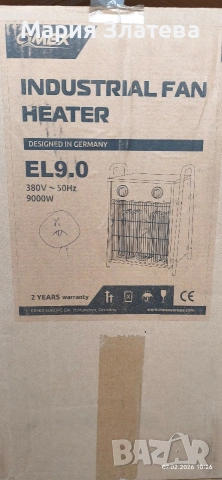 Мария Златева
INDUSTRIAL FAN
HEATER
DESIGNED IN GERMANY
EL9.0
380V ~ 50Hz
9000W
2 YEARS warranty
CE
Bazar
07.02.2026 10:26